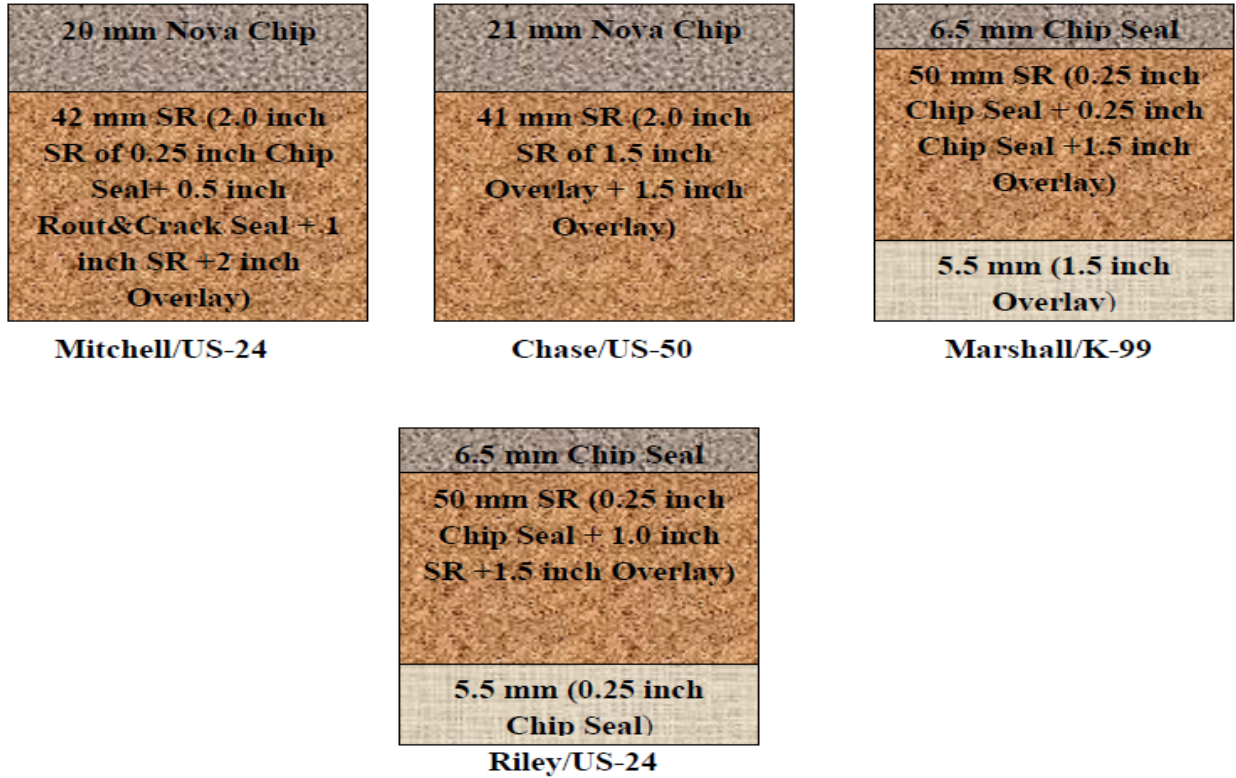 20 mm Nova Chip
42 mm SR (2.0 inch
SR of 0.25 inch Chip
Seal+ 0.5 inch
Rout&Crack Seal + 1
inch SR +2 inch
Overlay)
Mitchell/US-24
21 mm Nova Chip
41 mm SR (2.0 inch
SR of 1.5 inch
Overlay + 1.5 inch
Overlay)
Chase/US-50
6.5 mm Chip Seal
50 mm SR (0.25 inch
Chip Seal + 0.25 inch
Chip Seal +1.5 inch
Overlay)
5.5 mm (1.5 inch
Overlay)
Marshall/K-99
6.5 mm Chip Seal
50 mm SR (0.25 inch
Chip Seal + 1.0 inch
SR +1.5 inch Overlay)
5.5 mm (0.25 inch
Chip Seal)
Riley/US-24